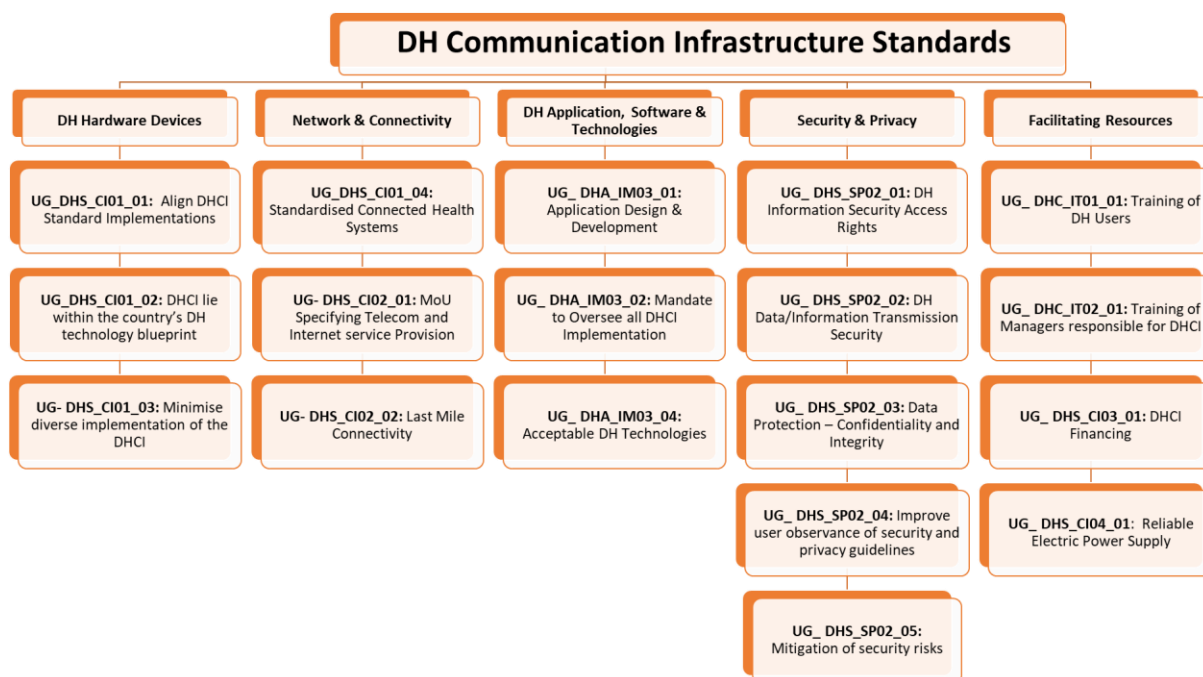 DH Communication Infrastructure Standards
DH Hardware Devices
UG_DHS_CI01_01: Align DHCI
Standard Implementations
UG_DHS_CI01_02: DHCI lie
within the country's DH
technology blueprint
UG- DHS_CI01_03: Minimise
diverse implementation of the
DHCI
Network & Connectivity
UG_DHS_CI01_04:
Standardised Connected Health
Systems
UG- DHS_CI02_01: MoU
Specifying Telecom and
Internet service Provision
UG- DHS_CI02_02: Last Mile
Connectivity
DH Application, Software &
Technologies
UG_ DHA_IM03_01:
Application Design &
Development
UG_ DHA_IM03_02: Mandate
to Oversee all DHCI
Implementation
UG_ DHA_IM03_04:
Acceptable DH Technologies
Security & Privacy
UG_ DHS_SP02_01: DH
Information Security Access
Rights
UG_ DHS_SP02_02: DH
Data/Information Transmission
Security
UG_ DHS_SP02_03: Data
Protection – Confidentiality and
Integrity
UG_ DHS_SP02_04: Improve
user observance of security and
privacy guidelines
UG_ DHS_SP02_05:
Mitigation of security risks
Facilitating Resources
UG_ DHC_IT01_01: Training of
DH Users
UG_ DHC_IT02_01: Training of
Managers responsible for DHCI
UG_ DHS_CI03_01: DHCI
Financing
UG_ DHS_CI04_01: Reliable
Electric Power Supply